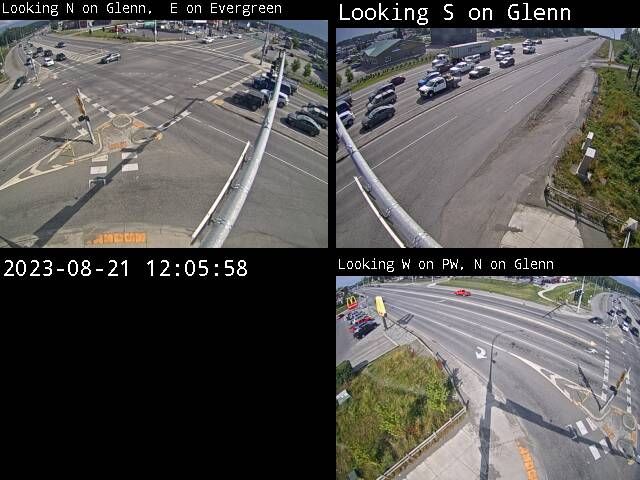 Looking N on Glenn,  E on Evergreen
Looking S on Glenn
2023-08-21 12:05:58
Looking W on PW, N on Glenn